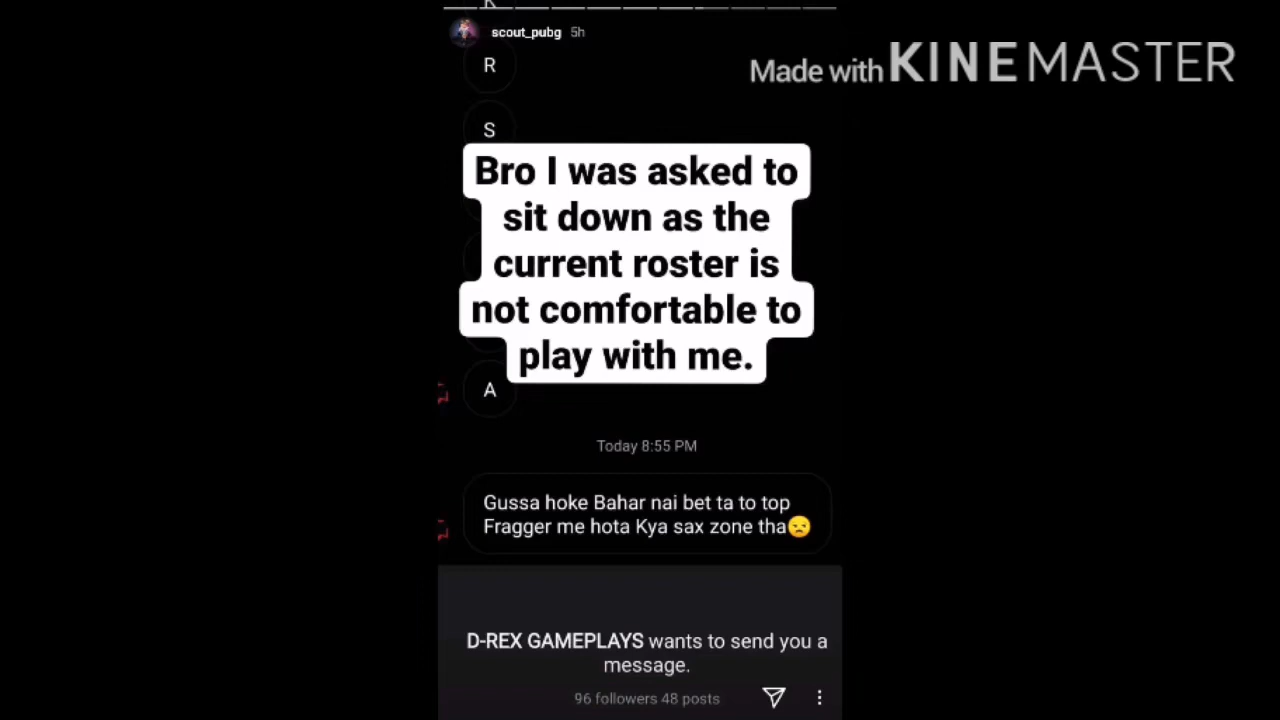 K
scout_pubg 5h
Made with KINEMASTER
R
S
Bro I was asked to
sit down as the
current roster is
not comfortable to
play with me.
A
Today 8:55 PM
Gussa hoke Bahar nai bet ta to top
Fragger me hota Kya sax zone tha😞
D-REX GAMEPLAYS wants to send you a
message.
96 followers 48 posts